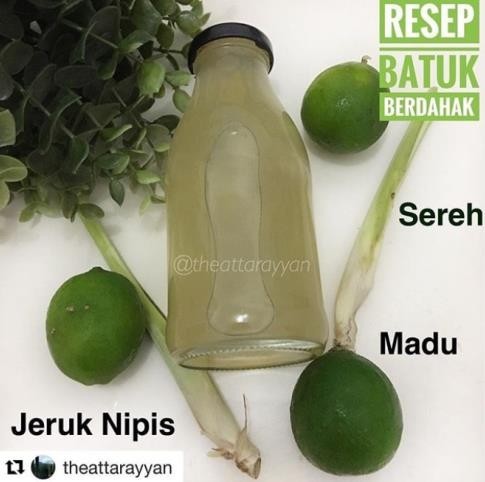 RESEP
BATUK
BERDAHAK
Sereh
@theattarayyan
Madu
Jeruk Nipis
theattarayyan